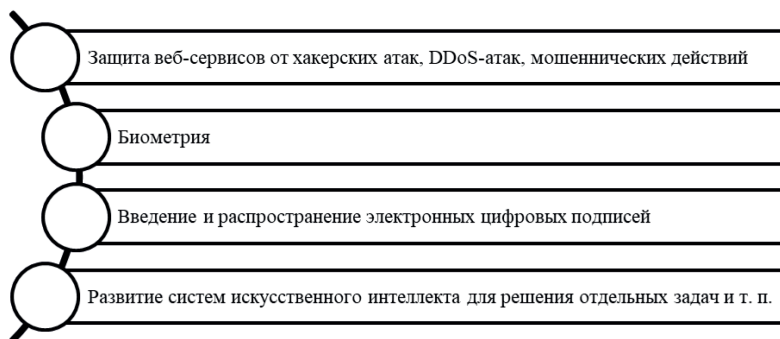 Защита веб-сервисов от хакерских атак, DDoS-атак, мошеннических действий
Биометрия
Введение и распространение электронных цифровых подписей
Развитие систем искусственного интеллекта для решения отдельных задач и т. п.